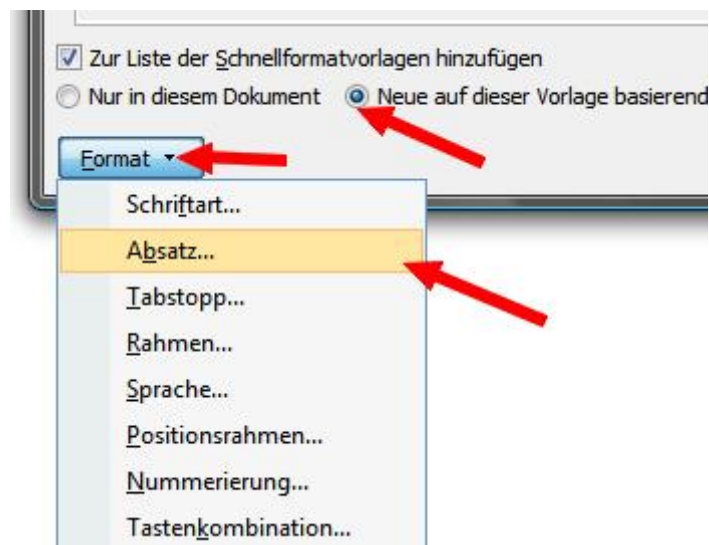 Zur Liste der Schnellformatvorlagen hinzufügen
Nur in diesem Dokument Neue auf dieser Vorlage basierend
Format
Schriftart...
Absatz...
Tabstopp...
Rahmen...
Sprache...
Positionsrahmen...
Nummerierung...
Tastenkombination...